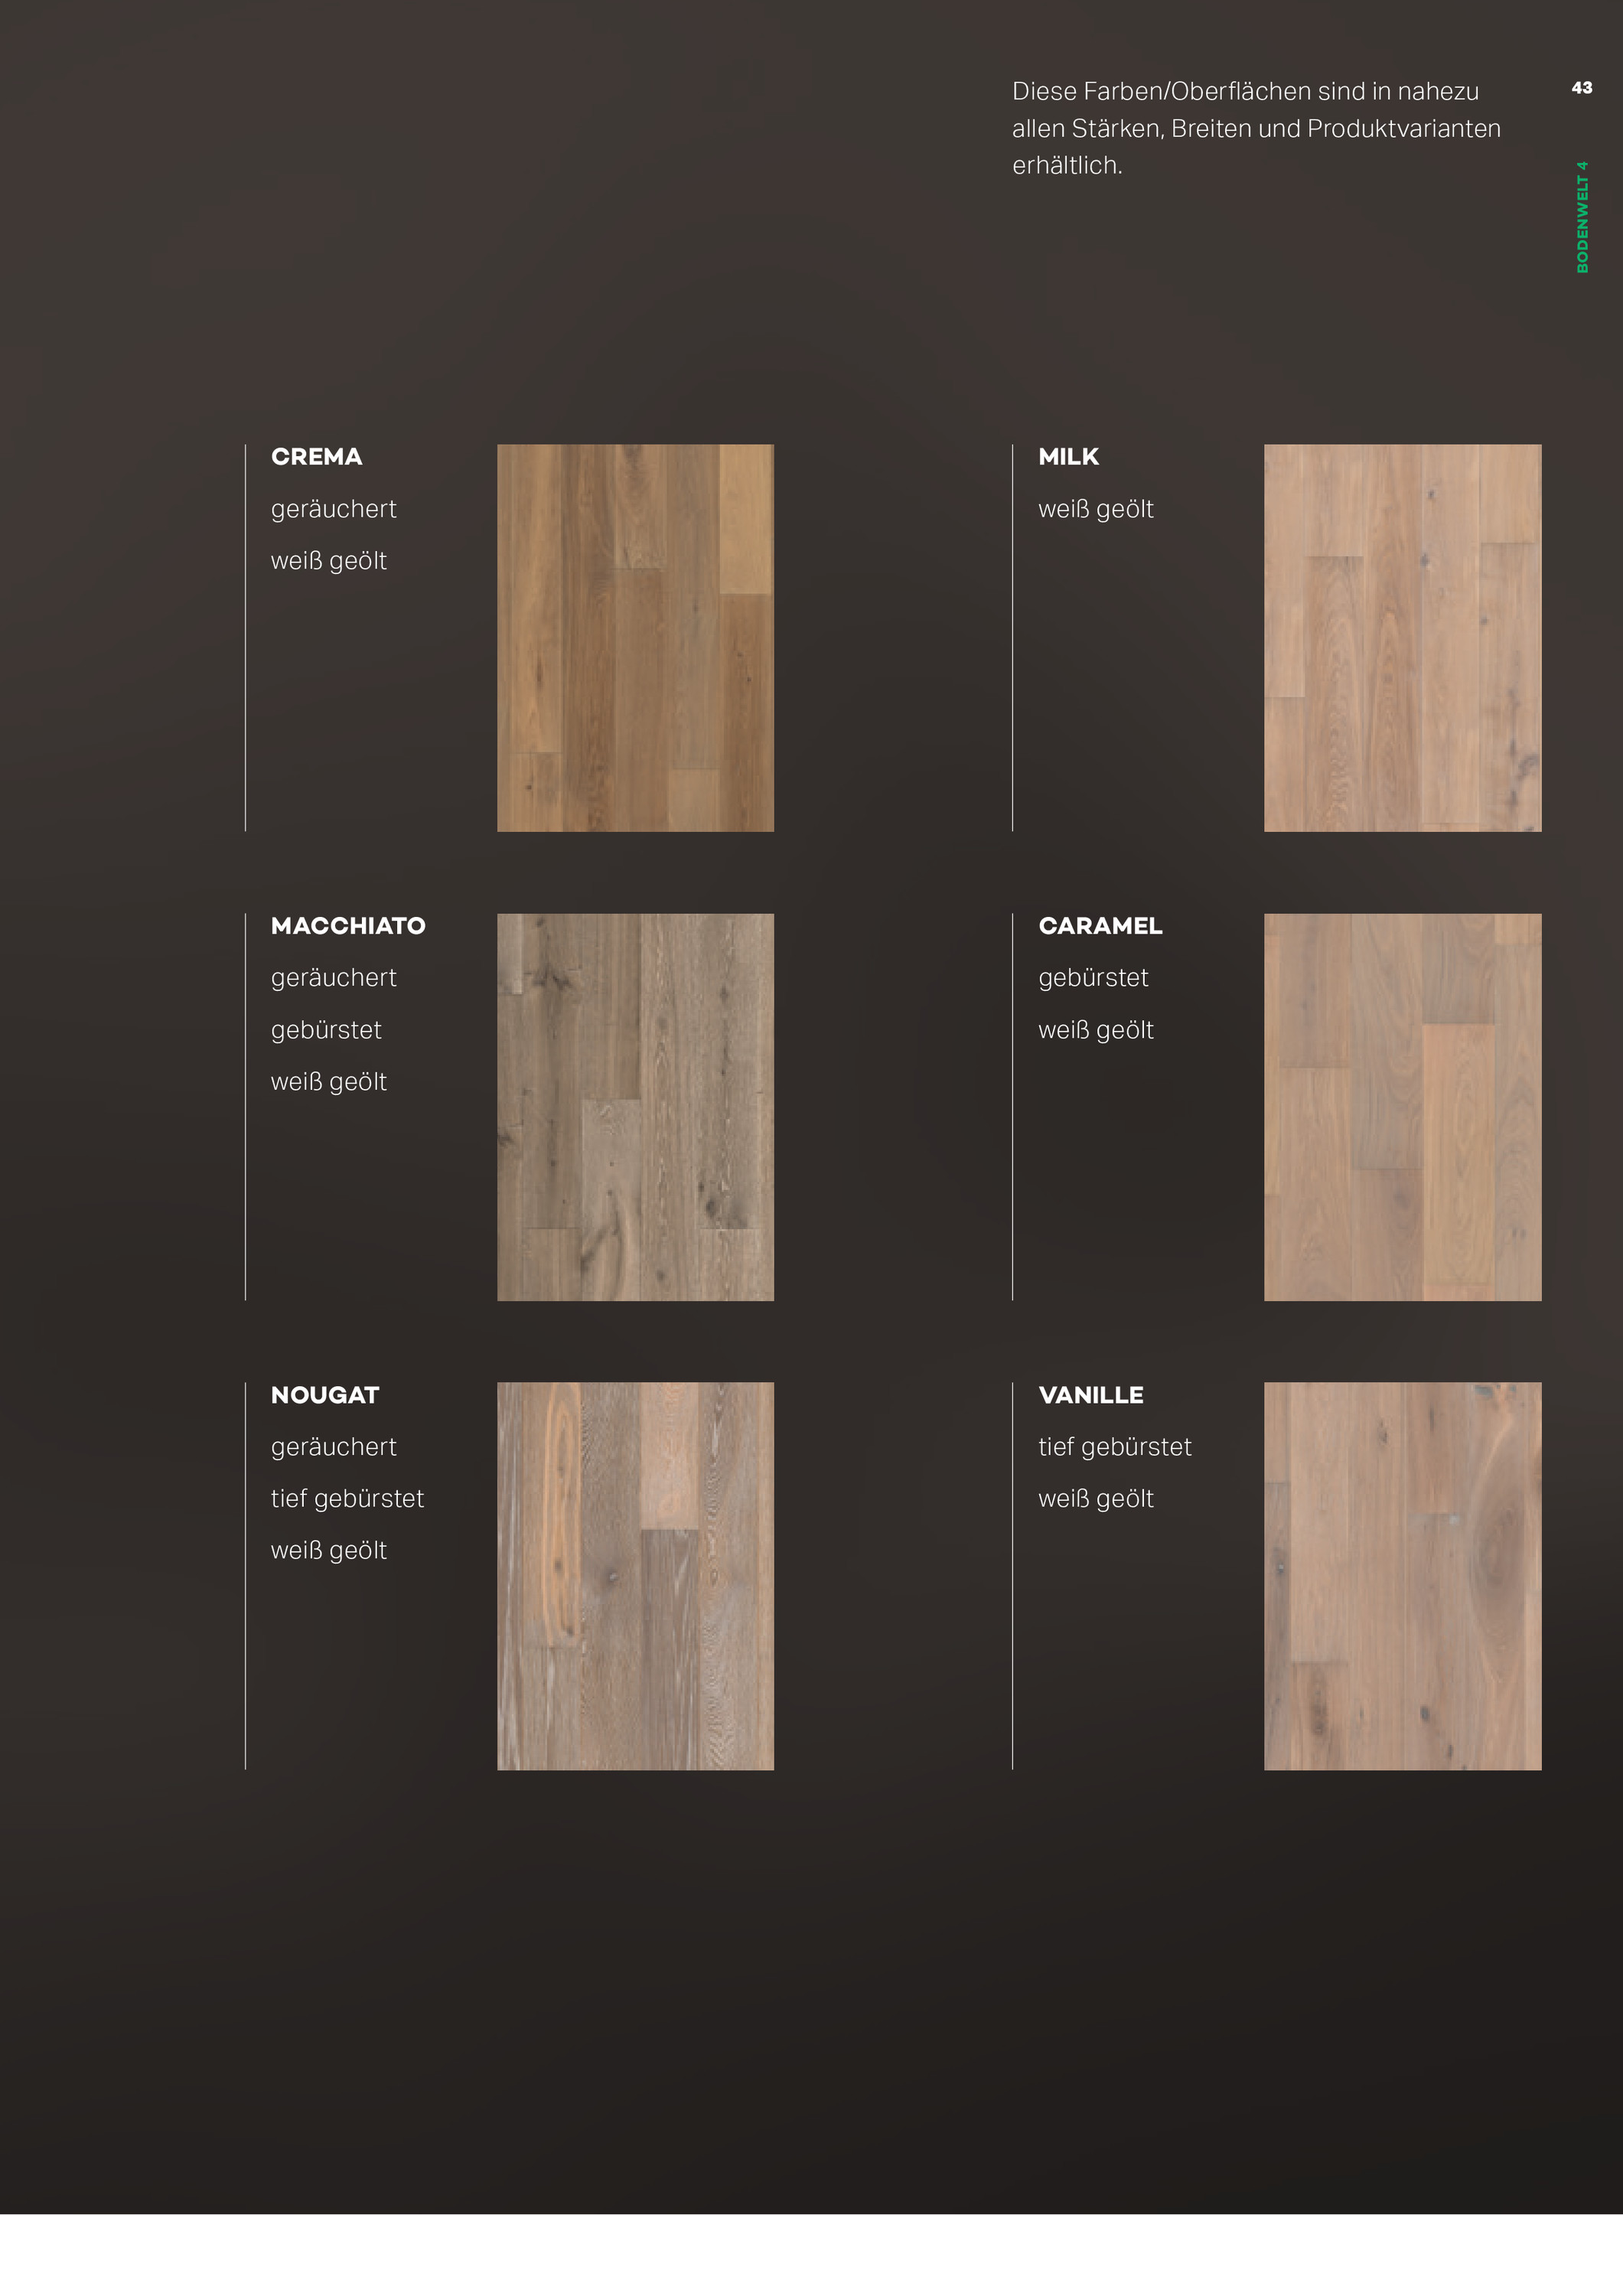 Diese Farben/Oberflächen sind in nahezu
allen Stärken, Breiten und Produktvarianten
erhältlich.
43
BODENWELT 4
CREMA
geräuchert
weiß geölt
MILK
weiß geölt
MACCHIATO
geräuchert
gebürstet
weiß geölt
CARAMEL
gebürstet
weiß geölt
NOUGAT
geräuchert
tief gebürstet
weiß geölt
VANILLE
tief gebürstet
weiß geölt